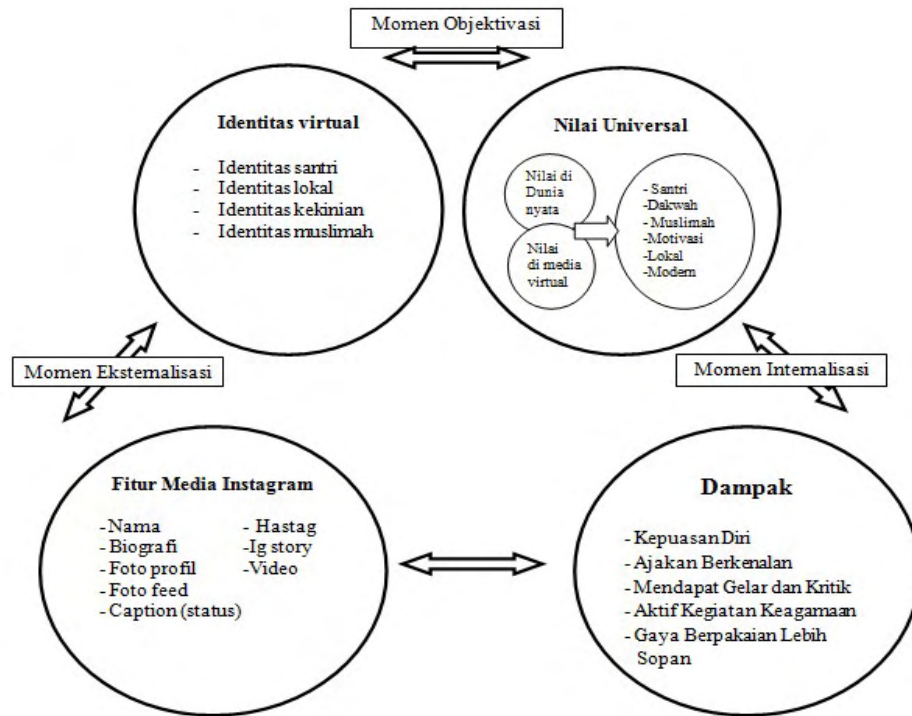 Momen Objektivasi
Identitas virtual
- Identitas santri
- Identitas lokal
- Identitas kekinian
- Identitas muslimah
Nilai Universal
Nilai di
Dunia
nyata
Nilai
di media
virtual
- Santri
-Dakwah
- Muslimah
-Motivasi
-Lokal
-Modern
Momen Eksternalisasi
Momen Internalisasi
Fitur Media Instagram
-Nama
-Biografi
-Foto profil
-Foto feed
-Caption (status)
- Hastag
-Ig story
-Video
Dampak
- Kepuasan Diri
- Ajakan Berkenalan
- Mendapat Gelar dan Kritik
- Aktif Kegiatan Keagamaan
- Gaya Berpakaian Lebih
Sopan